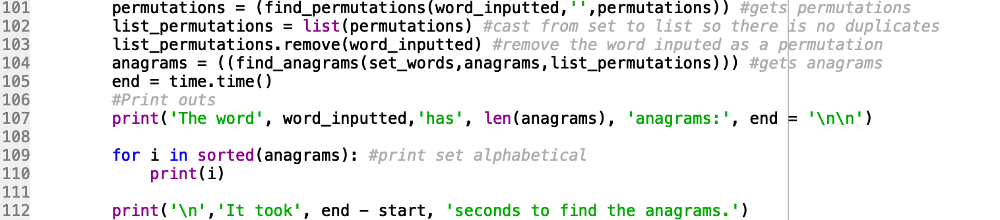 101 permutations = (find_permutations(word_inputted,'',permutations)) #gets permutations
102 list_permutations = list(permutations) #cast from set to list so there is no duplicates
103 list_permutations.remove(word_inputted) #remove the word inputed as a permutation
104 anagrams = ((find_anagrams(set_words,anagrams,list_permutations))) #gets anagrams
105 end = time.time()
106 #Print outs
107 print('The word', word_inputted,'has', len(anagrams), 'anagrams:', end = '\n\n')
108
109 for i in sorted(anagrams): #print set alphabetical
110     print(i)
111
112 print('\n','It took', end - start, 'seconds to find the anagrams.')